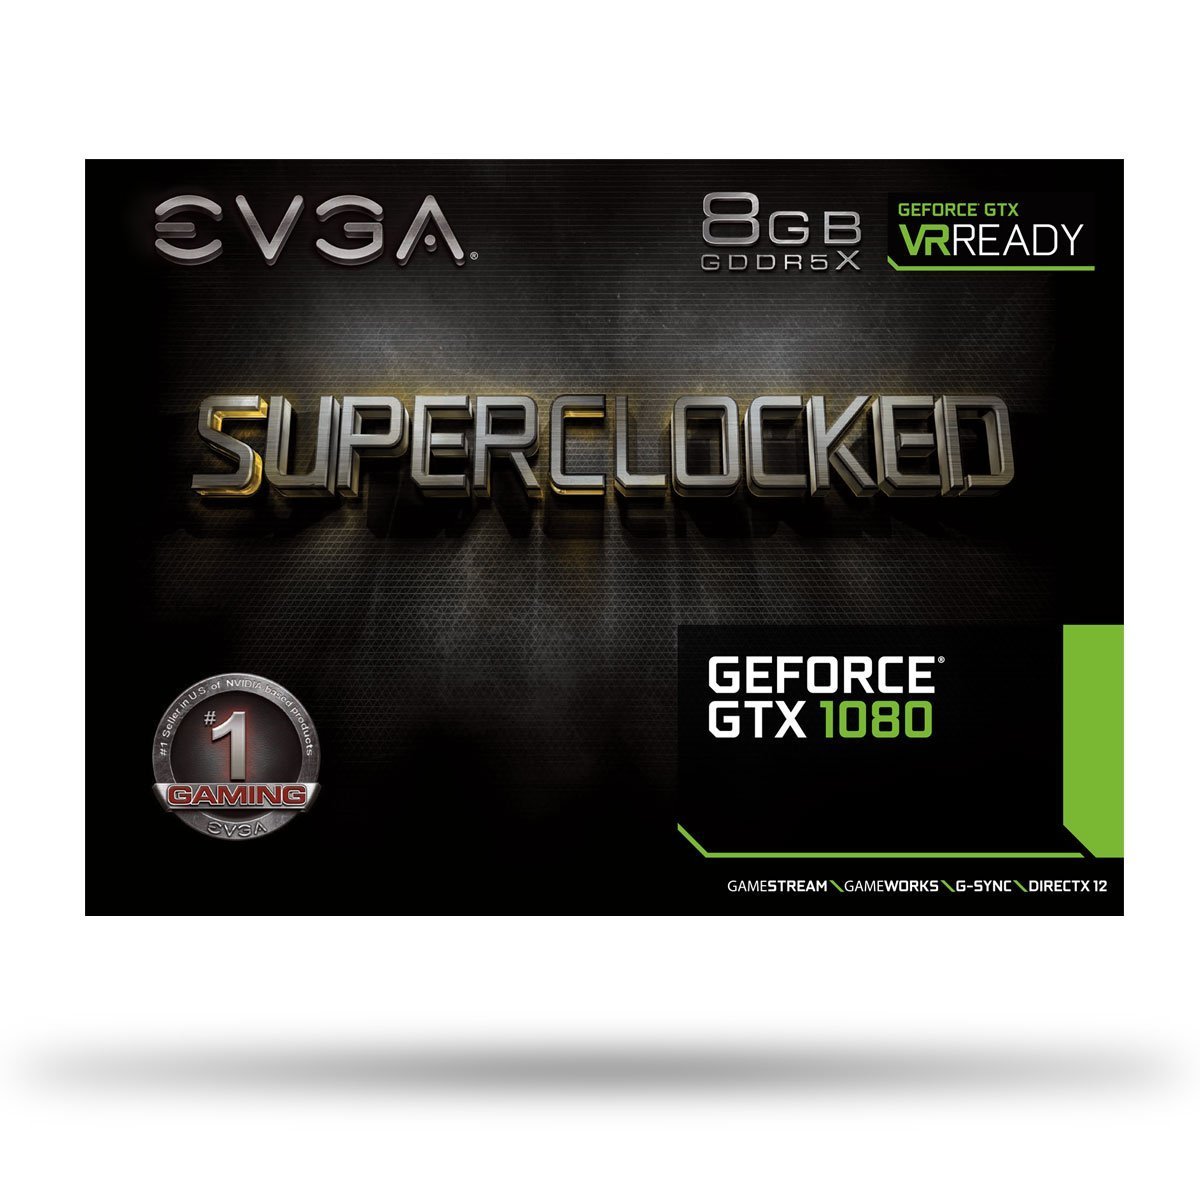 EVGA®
8GB
GDDR5X
GEFORCE® GTX
VRREADY
SUPERCLOCKED
#1 Seller in U.S. of NVIDIA-based products
#1
GAMING
EVGA
GEFORCE®
GTX 1080
GAMESTREAM GAMEWORKS G-SYNC DIRECTX 12